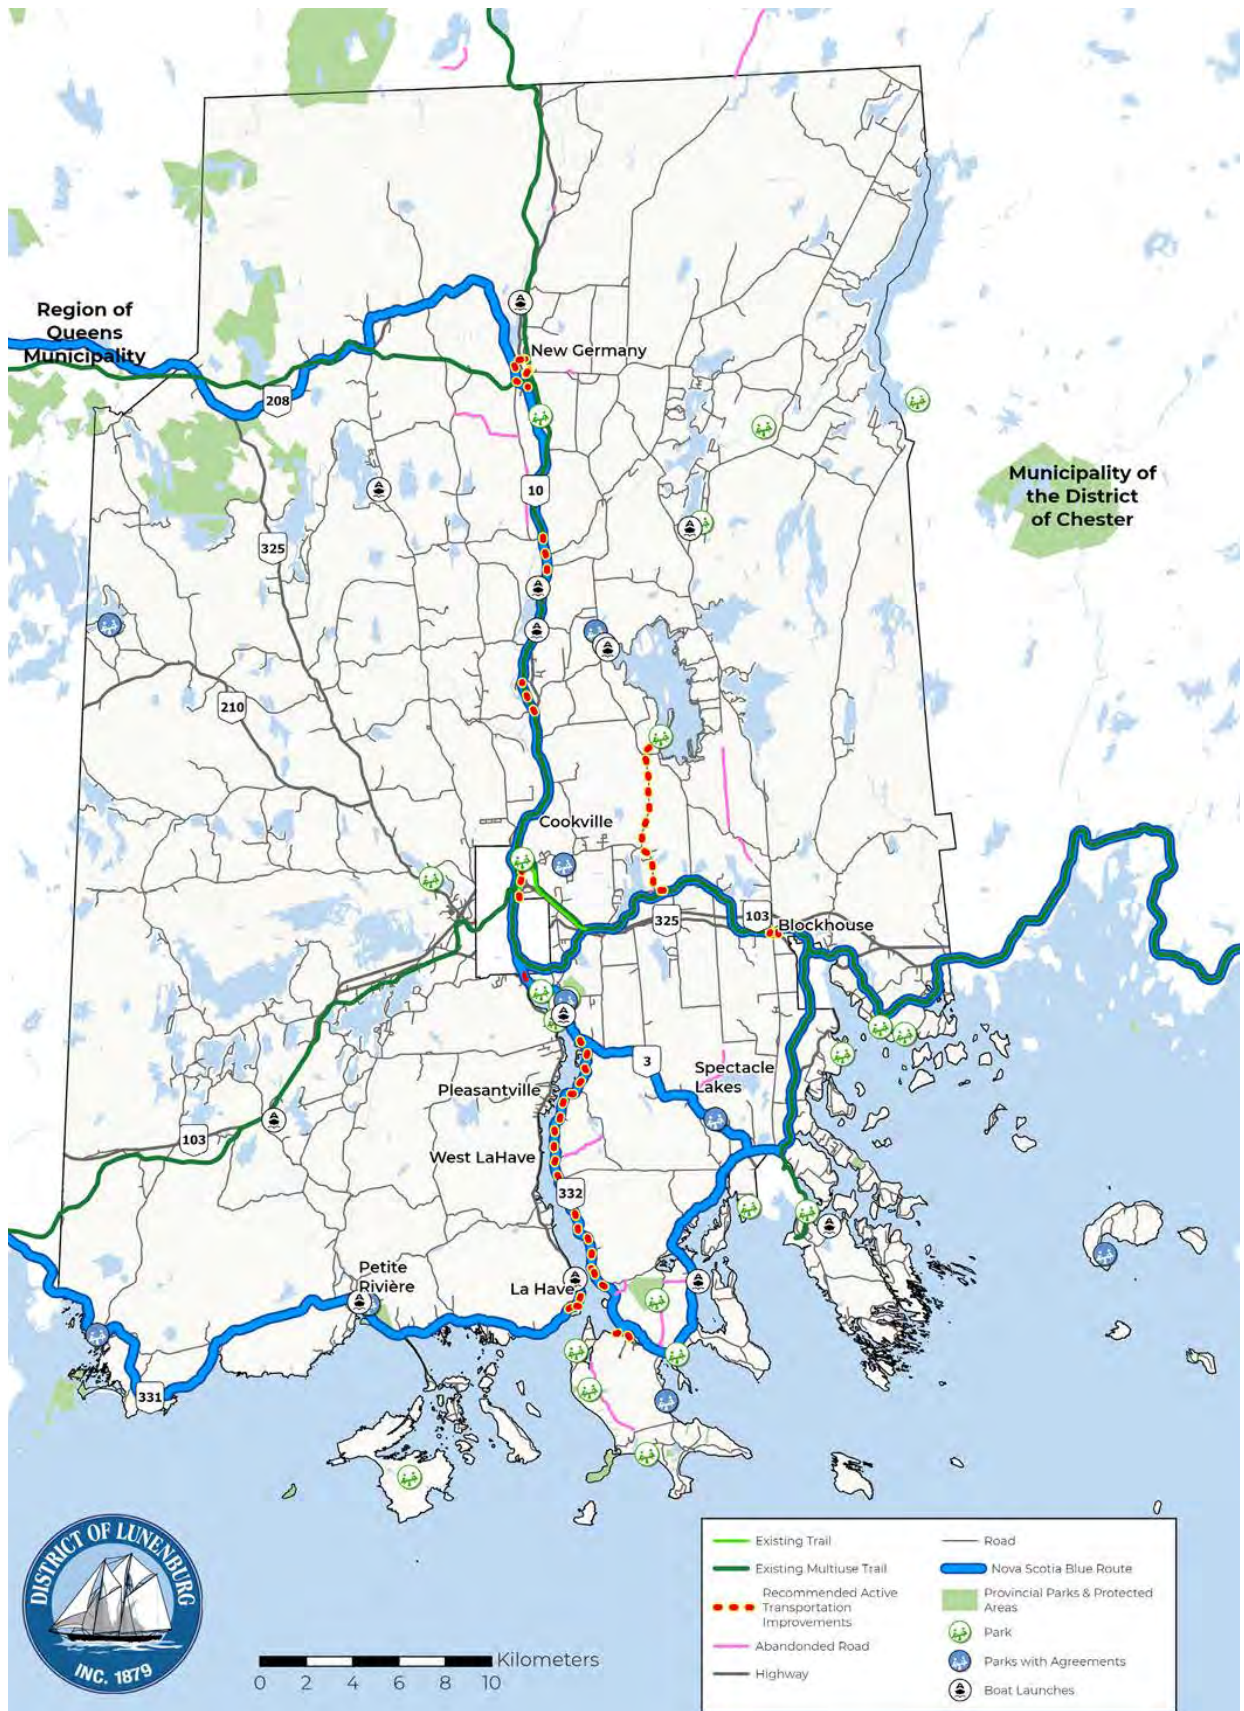 Region of
Queens
Municipality
New Germany
208
Municipality of
the District
of Chester
10
325
210
Cookville
325
103
Blockhouse
3
Spectacle
Lakes
Pleasantville
103
West LaHave
332
Petite
Rivière
La Have
331
DISTRICT OF LUNENBURG
INC. 1879
Kilometers
0 2 4 6 8 10
Existing Trail
Existing Multiuse Trail
Recommended Active
Transportation
Improvements
Abandonded Road
Highway
Road
Nova Scotia Blue Route
Provincial Parks & Protected
Areas
Park
Parks with Agreements
Boat Launches